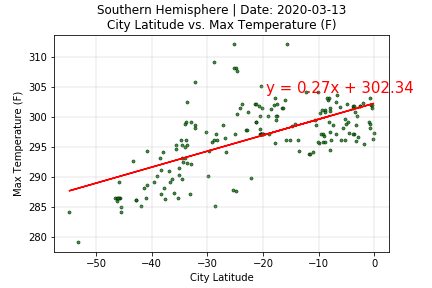 Southern Hemisphere | Date: 2020-03-13
City Latitude vs. Max Temperature (F)
y = 0.27x + 302.34
Max Temperature (F)
310
305
300
295
290
285
280
−50
−40
−30
−20
−10
0
City Latitude